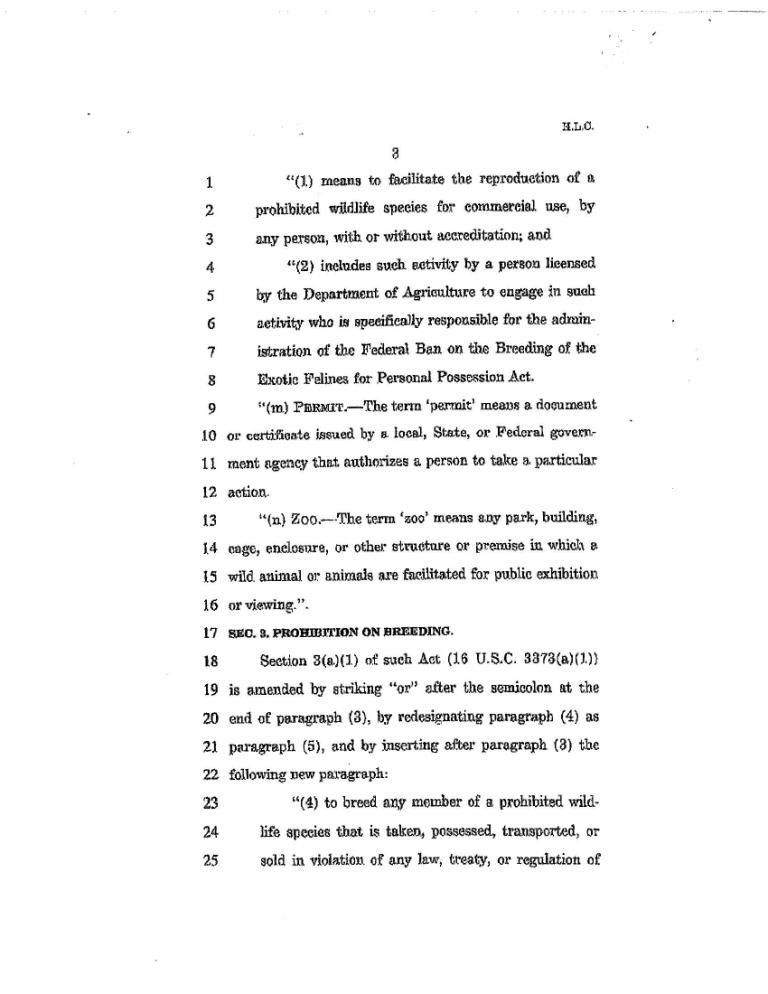 H.L.C.
3
1 “(1) means to facilitate the reproduction of a
2 prohibited wildlife species for commercial use, by
3 any person, with or without accreditation; and
4 “(2) includes such activity by a person licensed
5 by the Department of Agriculture to engage in such
6 activity who is specifically responsible for the admin-
7 istration of the Federal Ban on the Breeding of the
8 Exotic Felines for Personal Possession Act.
9 “(m) PERMIT.—The term ‘permit’ means a document
10 or certificate issued by a local, State, or Federal govern-
11 ment agency that authorizes a person to take a particular
12 action.
13 “(n) ZOO.—The term ‘zoo’ means any park, building,
14 cage, enclosure, or other structure or premise in which a
15 wild animal or animals are facilitated for public exhibition
16 or viewing.”.
17 SEC. 3. PROHIBITION ON BREEDING.
18 Section 3(a)(1) of such Act (16 U.S.C. 3373(a)(1))
19 is amended by striking “or” after the semicolon at the
20 end of paragraph (3), by redesignating paragraph (4) as
21 paragraph (5), and by inserting after paragraph (3) the
22 following new paragraph:
23 “(4) to breed any member of a prohibited wild-
24 life species that is taken, possessed, transported, or
25 sold in violation of any law, treaty, or regulation of